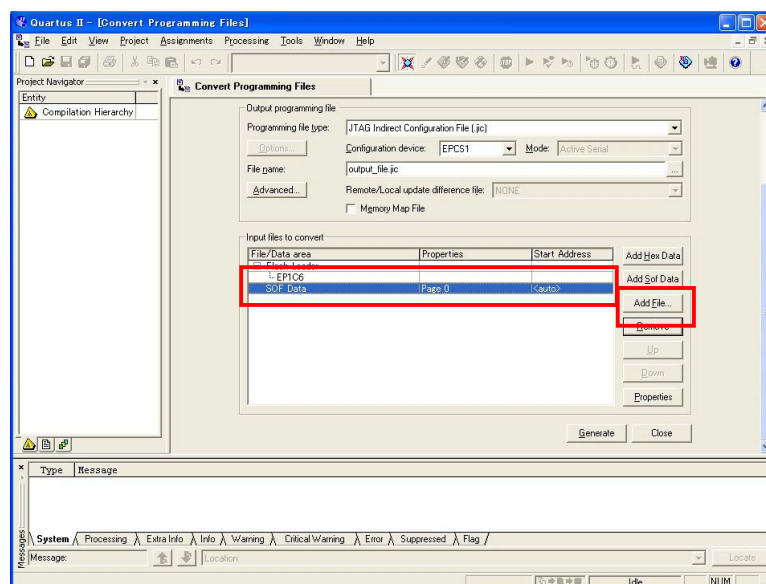 Quartus II - [Convert Programming Files]
File Edit View Project Assignments Processing Tools Window Help
Project Navigator
Entity
Compilation Hierarchy
Convert Programming Files
Output programming file
Programming file type: JTAG Indirect Configuration File (.jic)
Options... Configuration device: EPCS1 Mode: Active Serial
File name: output_file.jic ...
Advanced... Remote/Local update difference file: NONE
Memory Map File
Input files to convert
File/Data area Properties Start Address
Add Hex Data
Flash Loader
EP1C6
Add Sof Data
SOF Data Page 0 <auto>
Add File...
Remove
Up
Down
Properties
Generate Close
Type Message
System Processing Extra Info Info Warning Critical Warning Error Suppressed Flag
Messages
Message: Location: Locate
Idle NUM